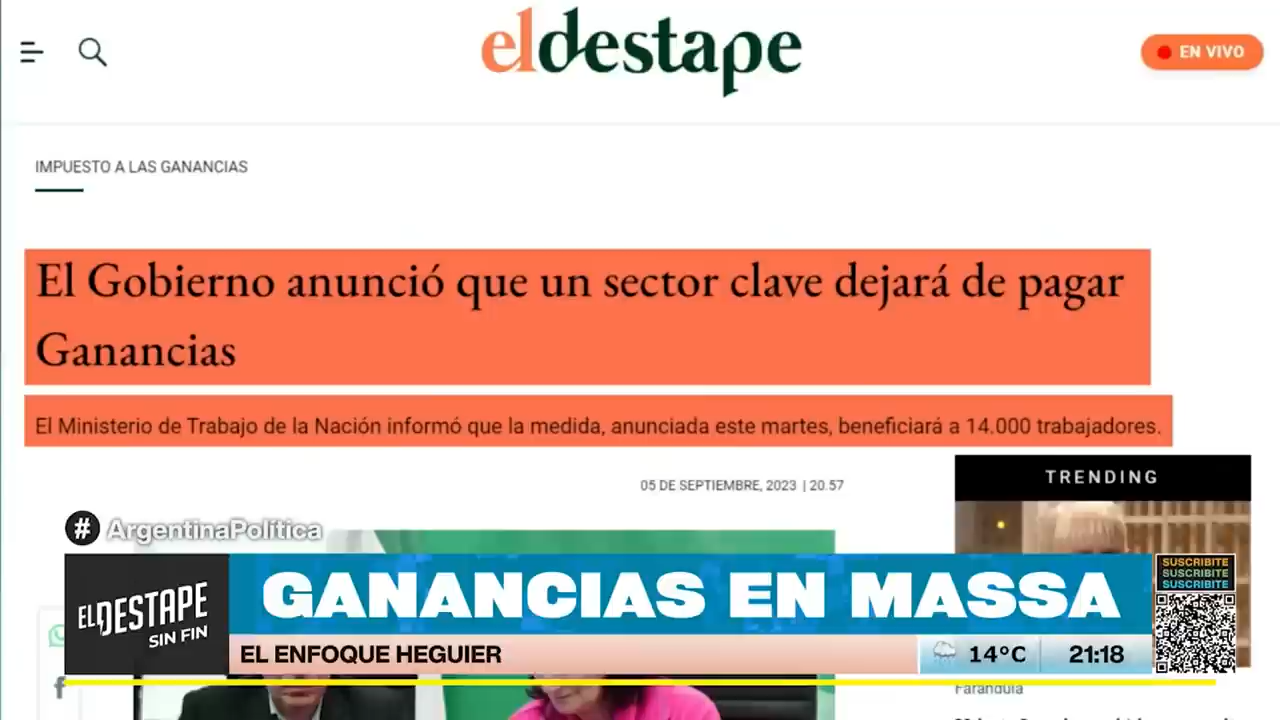 eldestape
EN VIVO
IMPUESTO A LAS GANANCIAS
El Gobierno anunció que un sector clave dejará de pagar
Ganancias
El Ministerio de Trabajo de la Nación informó que la medida, anunciada este martes, beneficiará a 14.000 trabajadores.
05 DE SEPTIEMBRE, 2023 | 20.57
TRENDING
# ArgentinaPolítica
EL DESTAPE
SIN FIN
GANANCIAS EN MASSA
SUSCRIBITE
SUSCRIBITE
SUSCRIBITE
EL ENFOQUE HEGUIER
14°C
21:18
Farándula